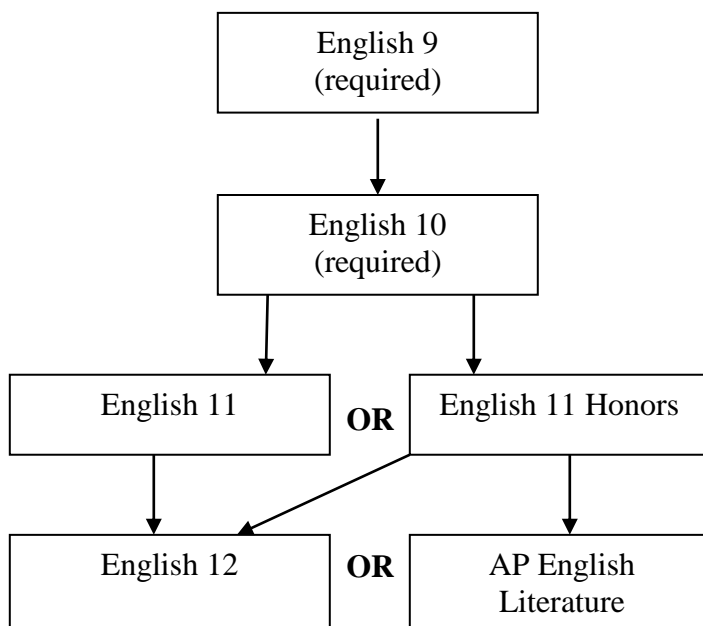 English 9
(required)
English 10
(required)
English 11
OR
English 11 Honors
English 12
OR
AP English
Literature